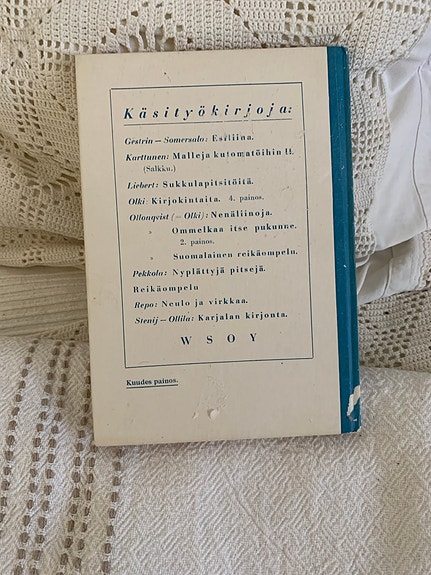 Käsityökirjoja:
Gestrin — Somersalo: Esiliina.
Karttunen: Malleja kutomatöihin II.
(Salkku.)
Liebert: Sukkulapitsitöitä.
Olki Kirjokintaita. 4. painos.
Ollonqvist (= Olki): Nenäliinoja.
Ommelkaa itse pukunne.
2. painos.
Suomalainen reikäompelu.
Pekkola: Nyplättyjä pitsejä.
Reikäompelu
Repo: Neulo ja virkkaa.
Stenij — Ollila: Karjalan kirjonta.
WSOY
Kuudes painos.